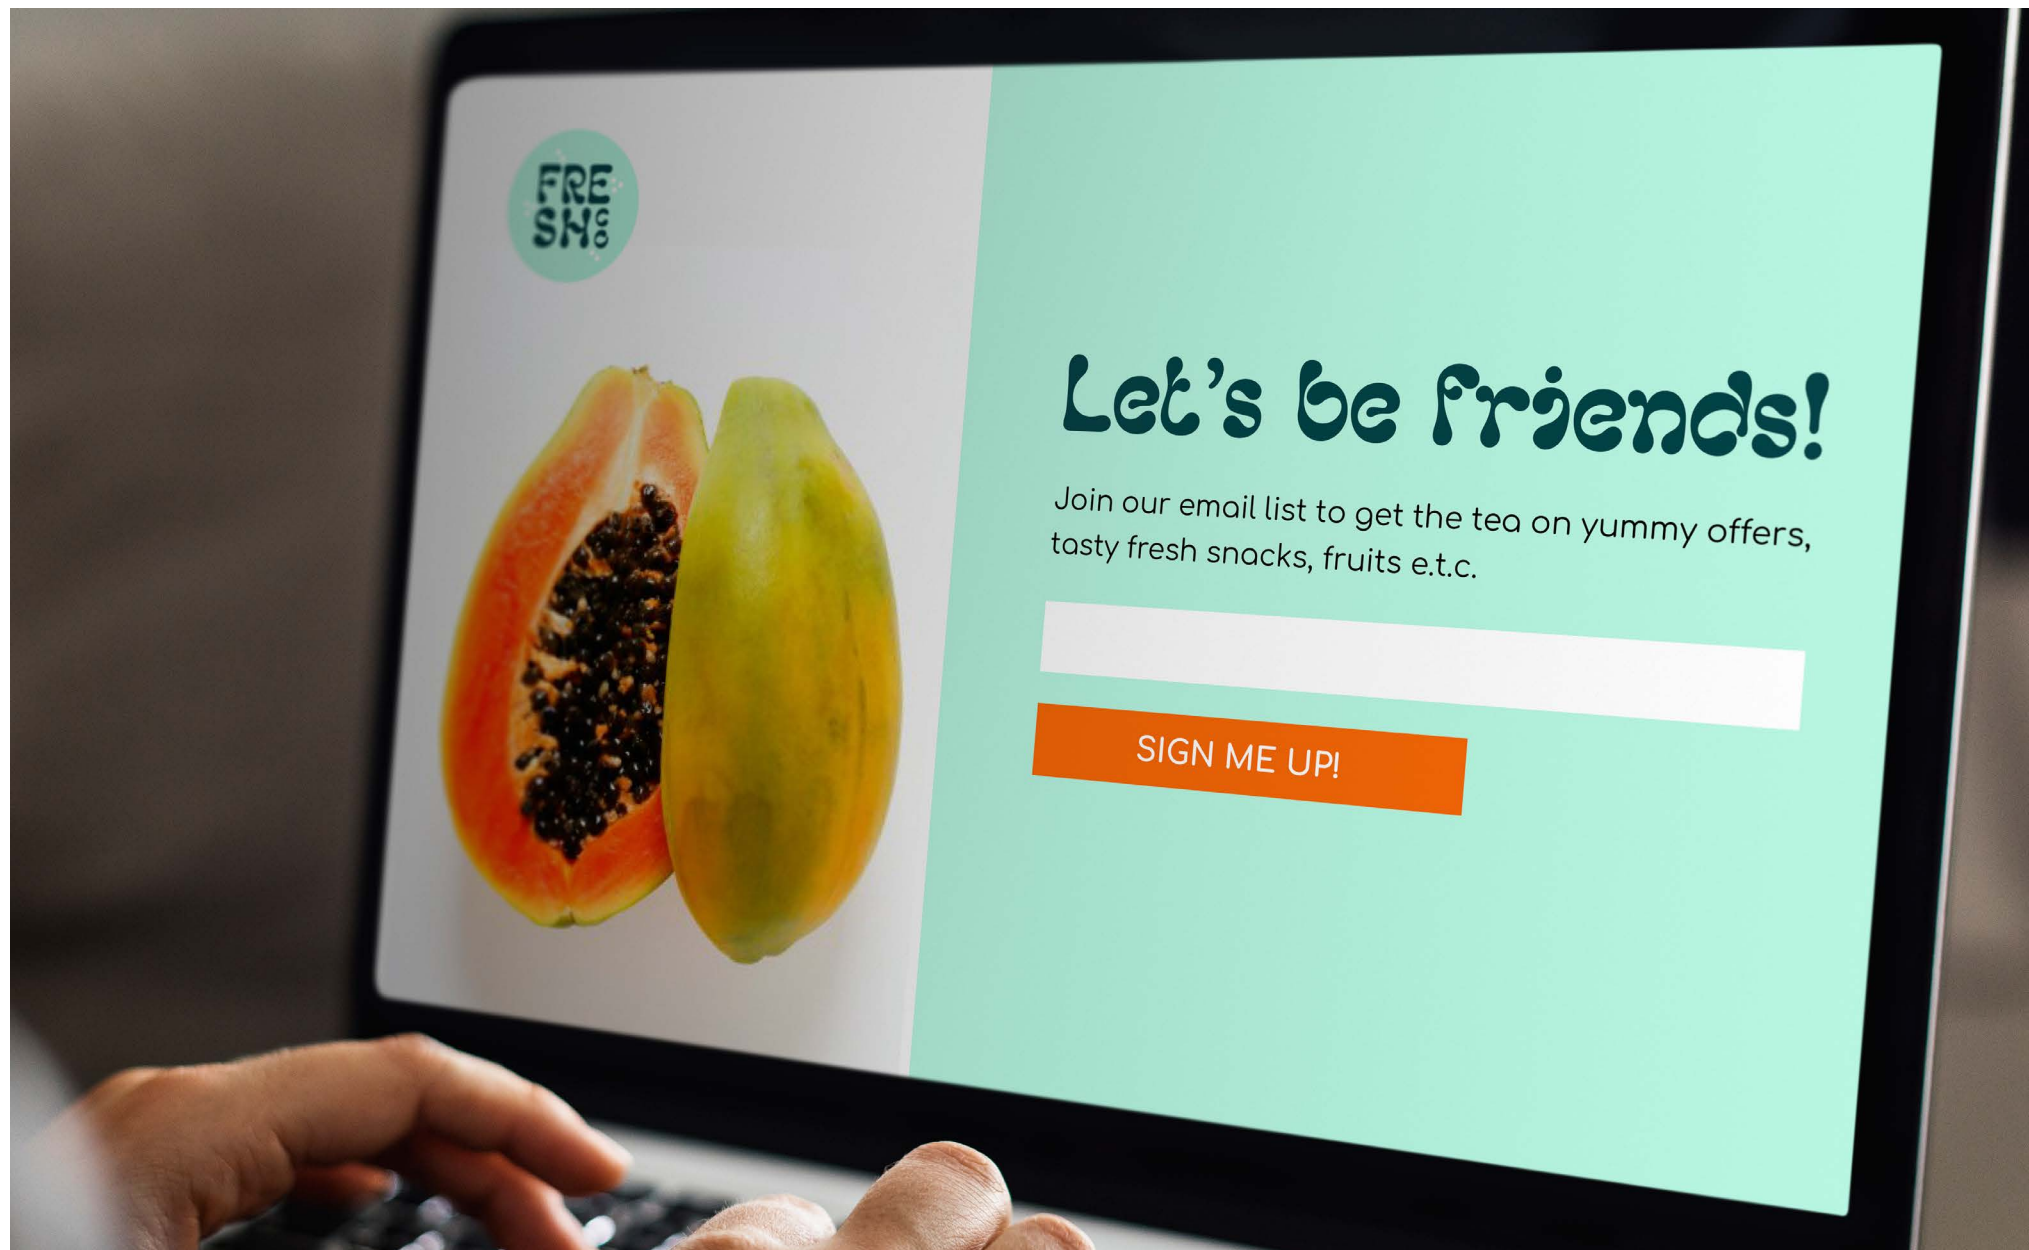 FRE
SH CO
Let's be friends!
Join our email list to get the tea on yummy offers,
tasty fresh snacks, fruits e.t.c.
SIGN ME UP!